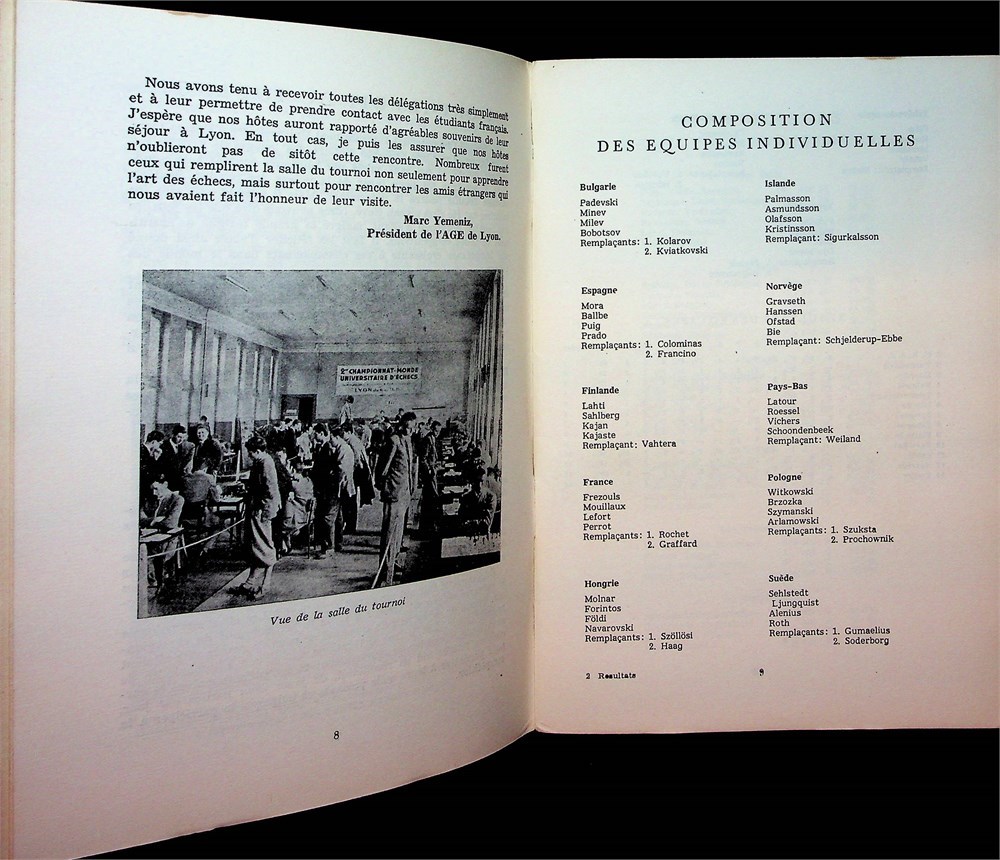 Nous avons tenu à recevoir toutes les délégations très simplement
et à leur permettre de prendre contact avec les étudiants français.
J'espère que nos hôtes auront rapporté d'agréables souvenirs de leur
séjour à Lyon. En tout cas, je puis les assurer que nos hôtes
n'oublieront pas de sitôt cette rencontre. Nombreux furent
ceux qui remplirent la salle du tournoi non seulement pour apprendre
l'art des échecs, mais surtout pour rencontrer les amis étrangers qui
nous avaient fait l'honneur de leur visite.
Marc Yemeniz,
Président de l'AGE de Lyon.
2me CHAMPIONNAT-MONDE
UNIVERSITAIRE D'ÉCHECS
LYON
Vue de la salle du tournoi
8
COMPOSITION
DES EQUIPES INDIVIDUELLES
Bulgarie
Padevski
Minev
Milev
Bobotsov
Remplaçants: 1. Kolarov
2. Kviatkovski
Espagne
Mora
Ballbe
Puig
Prado
Remplaçants: 1. Colominas
2. Francino
Finlande
Lahti
Sahlberg
Kajan
Kajaste
Remplaçant: Vahtera
France
Frezouls
Mouillaux
Lefort
Perrot
Remplaçants: 1. Rochet
2. Graffard
Hongrie
Molnar
Forintos
Földi
Navarovski
Remplaçants: 1. Szöllösi
2. Haag
Islande
Palmasson
Asmundsson
Olafsson
Kristinsson
Remplaçant: Sigurkalsson
Norvège
Gravseth
Hanssen
Ofstad
Bie
Remplaçant: Schjelderup-Ebbe
Pays-Bas
Latour
Roessel
Vichers
Schoondenbeek
Remplaçant: Weiland
Pologne
Witkowski
Brzozka
Szymanski
Arlamowski
Remplaçants: 1. Szuksta
2. Prochownik
Suède
Sehlstedt
Ljungquist
Alenius
Roth
Remplaçants: 1. Gumaelius
2. Soderborg
2 Resultats
9